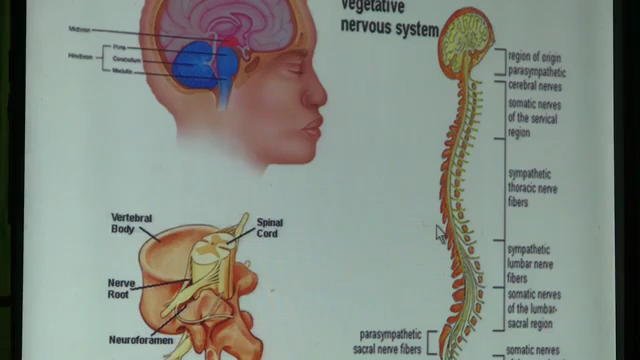 vegetative
nervous system
Midbrain
Hindbrain
Pons
Cerebellum
Medulla
region of origin
parasympathetic
cerebral nerves
somatic nerves
of the servical
region
sympathetic
thoracic nerve
fibers
sympathetic
lumbar nerve
fibers
somatic nerves
of the lumbar-
sacral region
parasympathetic
sacral nerve fibers
somatic nerves
Vertebral
Body
Spinal
Cord
Nerve
Root
Neuroforamen